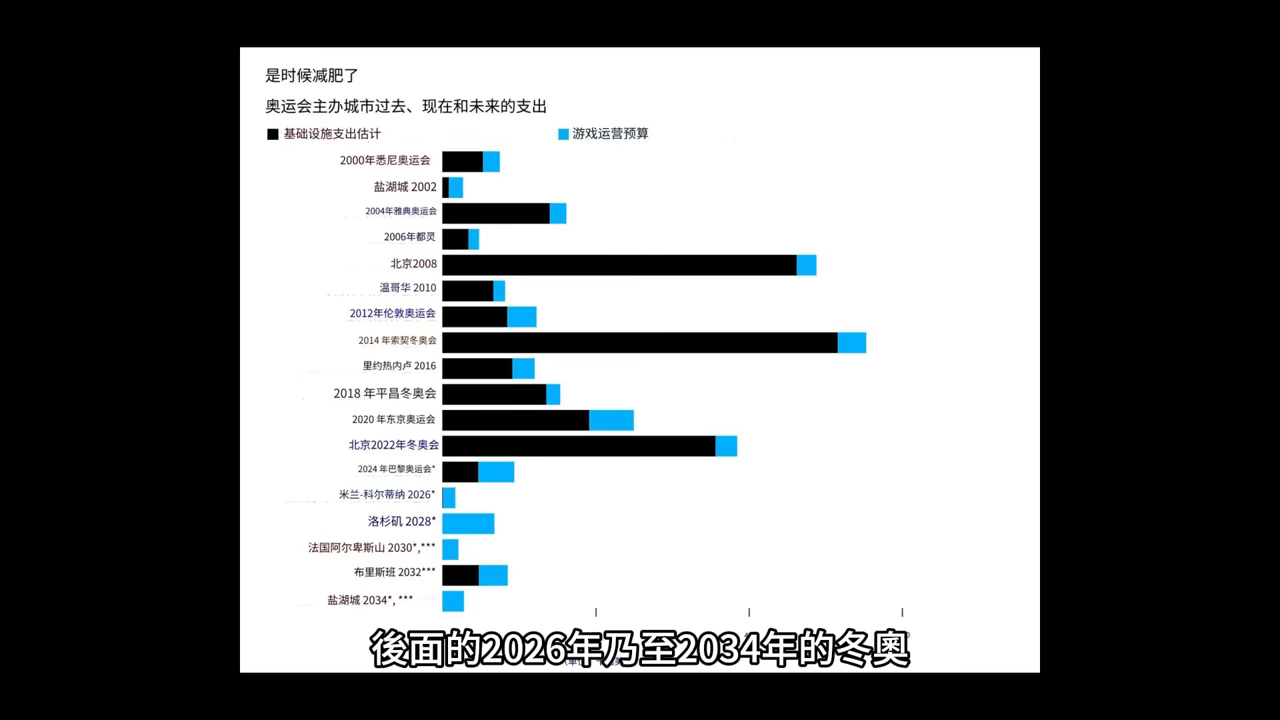 是时候减肥了
奥运会主办城市过去、现在和未来的支出
基础设施支出估计
游戏运营预算
2000年悉尼奥运会
盐湖城 2002
2004年雅典奥运会
2006年都灵
北京2008
温哥华 2010
2012年伦敦奥运会
2014 年索契冬奥会
里约热内卢 2016
2018 年平昌冬奥会
2020 年东京奥运会
北京2022年冬奥会
2024 年巴黎奥运会*
米兰-科尔蒂纳 2026*
洛杉矶 2028*
法国阿尔卑斯山 2030*,***
布里斯班 2032***
盐湖城 2034*, ***
後面的2026年乃至2034年的冬奧